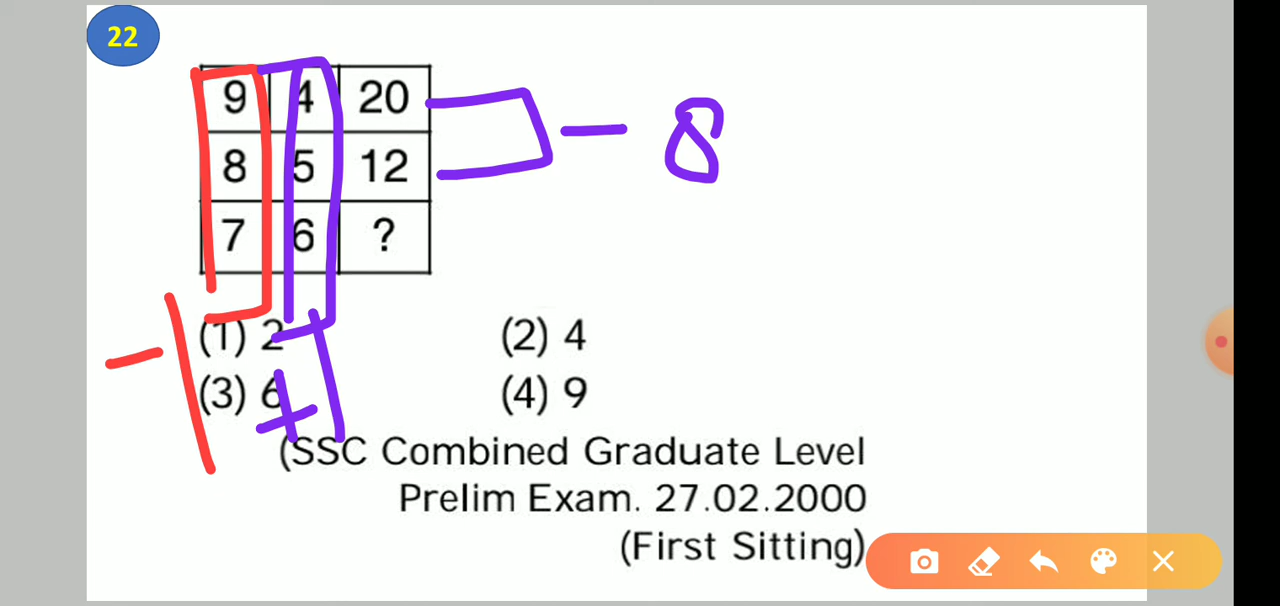 22
9 4 20
8 5 12
7 6 ?
- 8
(1) 2 (2) 4
(3) 6 (4) 9
-1 +1
(SSC Combined Graduate Level
Prelim Exam. 27.02.2000
(First Sitting)